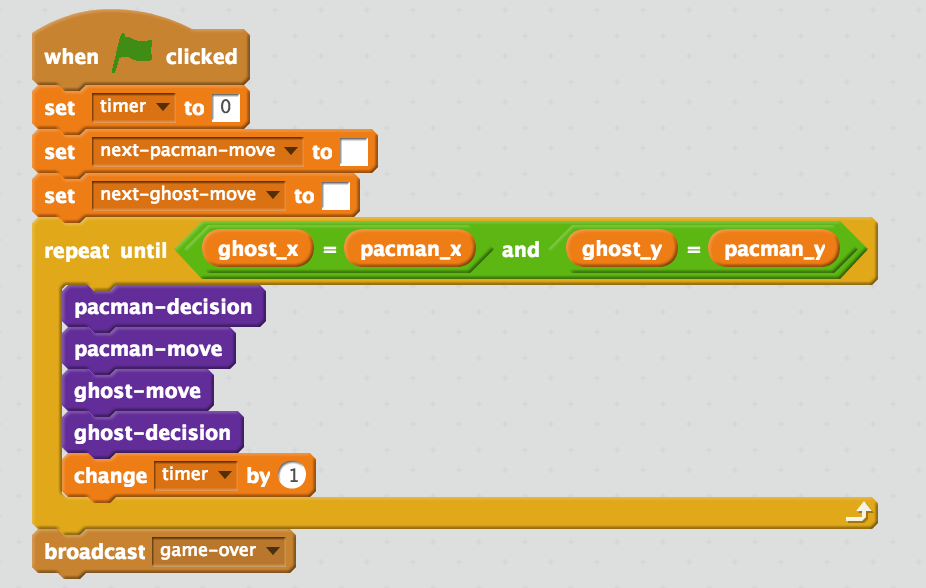 when clicked
set timer to 0
set next-pacman-move to
set next-ghost-move to
repeat until ghost_x = pacman_x and ghost_y = pacman_y
pacman-decision
pacman-move
ghost-move
ghost-decision
change timer by 1
broadcast game-over